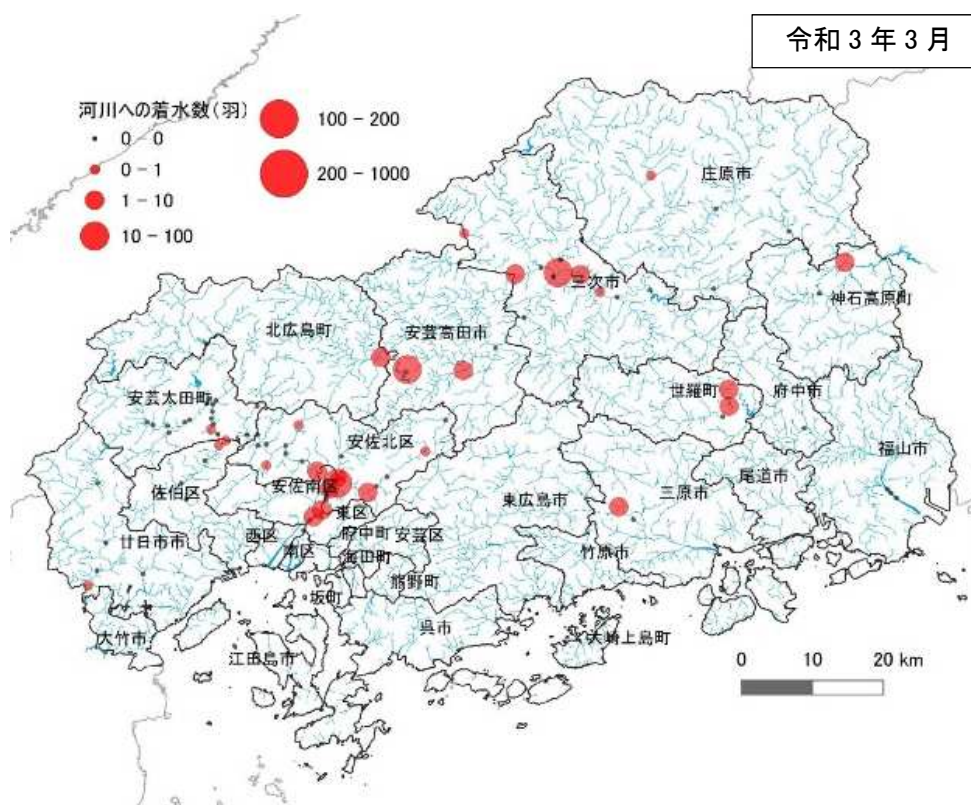 令和3年3月
河川への着水数(羽)
0 - 0
0 - 1
1 - 10
10 - 100
100 - 200
200 - 1000
庄原市
三次市
神石高原町
北広島町
安芸高田市
世羅町
府中市
安芸太田町
安佐北区
福山市
安佐南区
佐伯区
東広島市
三原市
尾道市
東区
廿日市市
西区
府中町
安芸区
南区
海田町
竹原市
熊野町
坂町
呉市
大竹市
大崎上島町
江田島市
0 10 20 km